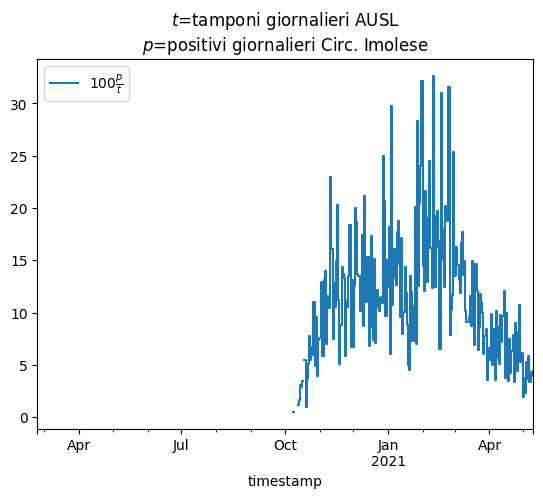 t=tamponi giornalieri AUSL
p=positivi giornalieri Circ. Imolese
100 p/t
30
25
20
15
10
5
0
Apr Jul Oct Jan Apr
2021
timestamp